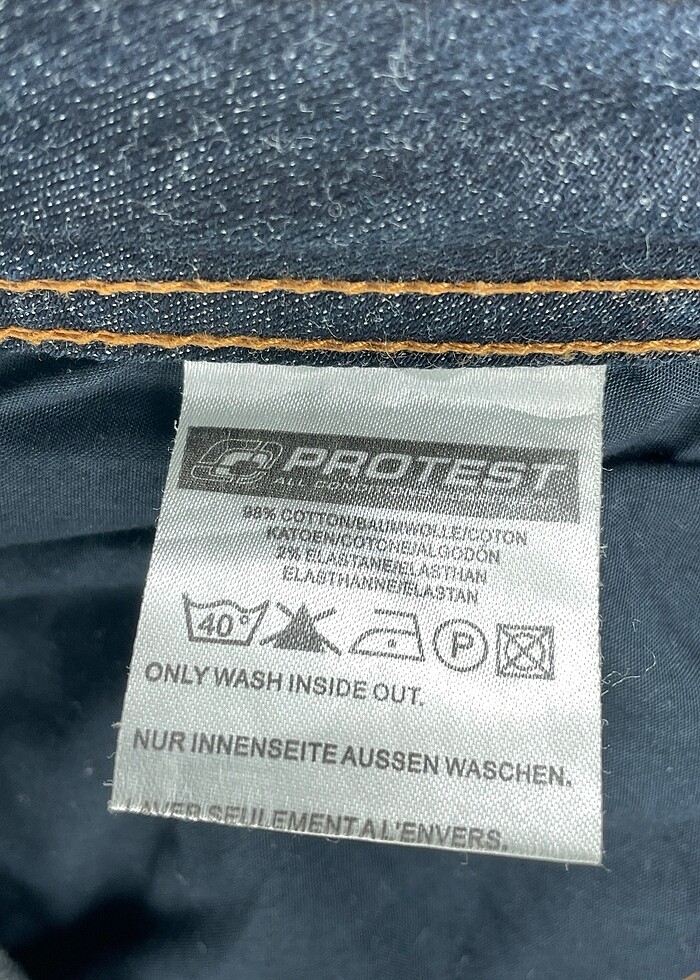 PROTEST
98% COTTON/BAUMWOLLE/COTON
KATOEN/COTONE/ALGODON
2% ELASTANE/ELASTHAN
ELASTHANNE/ELASTAN
40°
P
ONLY WASH INSIDE OUT.
NUR INNENSEITE AUSSEN WASCHEN.
LAVER SEULEMENT A L'ENVERS.